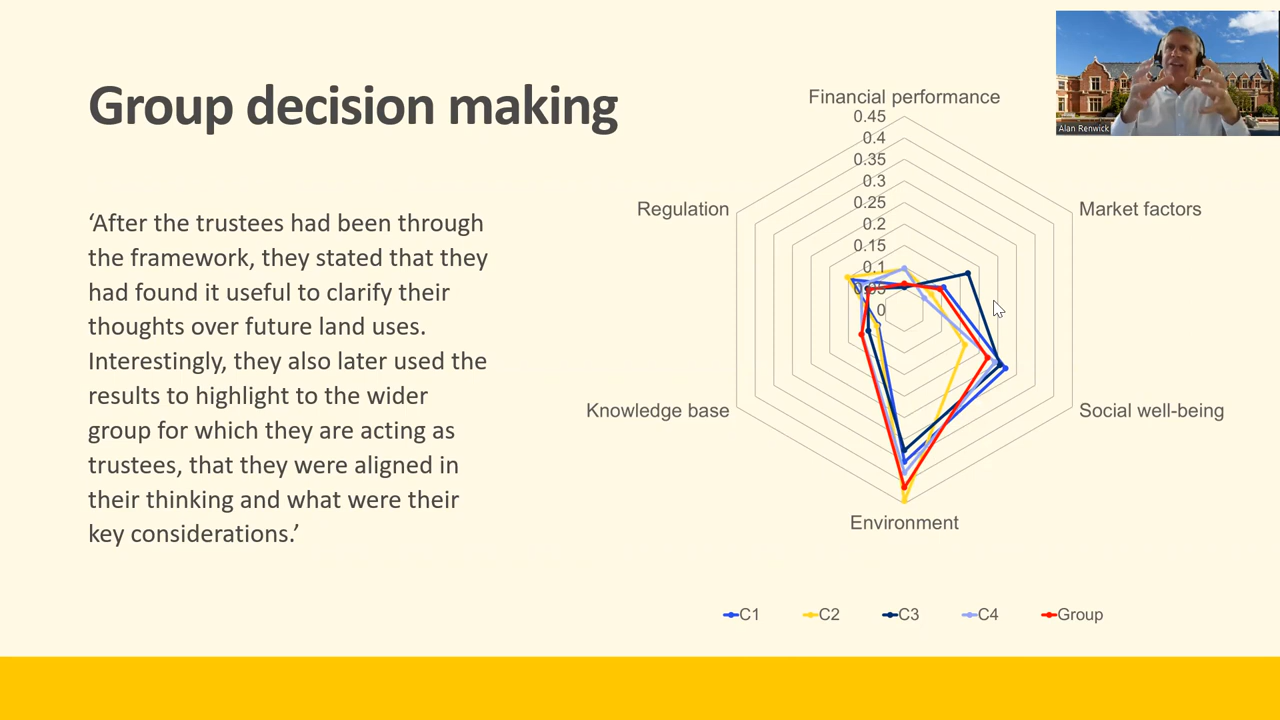 Group decision making
‘After the trustees had been through
the framework, they stated that they
had found it useful to clarify their
thoughts over future land uses.
Interestingly, they also later used the
results to highlight to the wider
group for which they are acting as
trustees, that they were aligned in
their thinking and what were their
key considerations.’
Financial performance
0.45
0.4
0.35
0.3
0.25
0.2
0.15
0.1
0.05
0
Regulation
Market factors
Knowledge base
Social well-being
Environment
C1 C2 C3 C4 Group
Alan Renwick